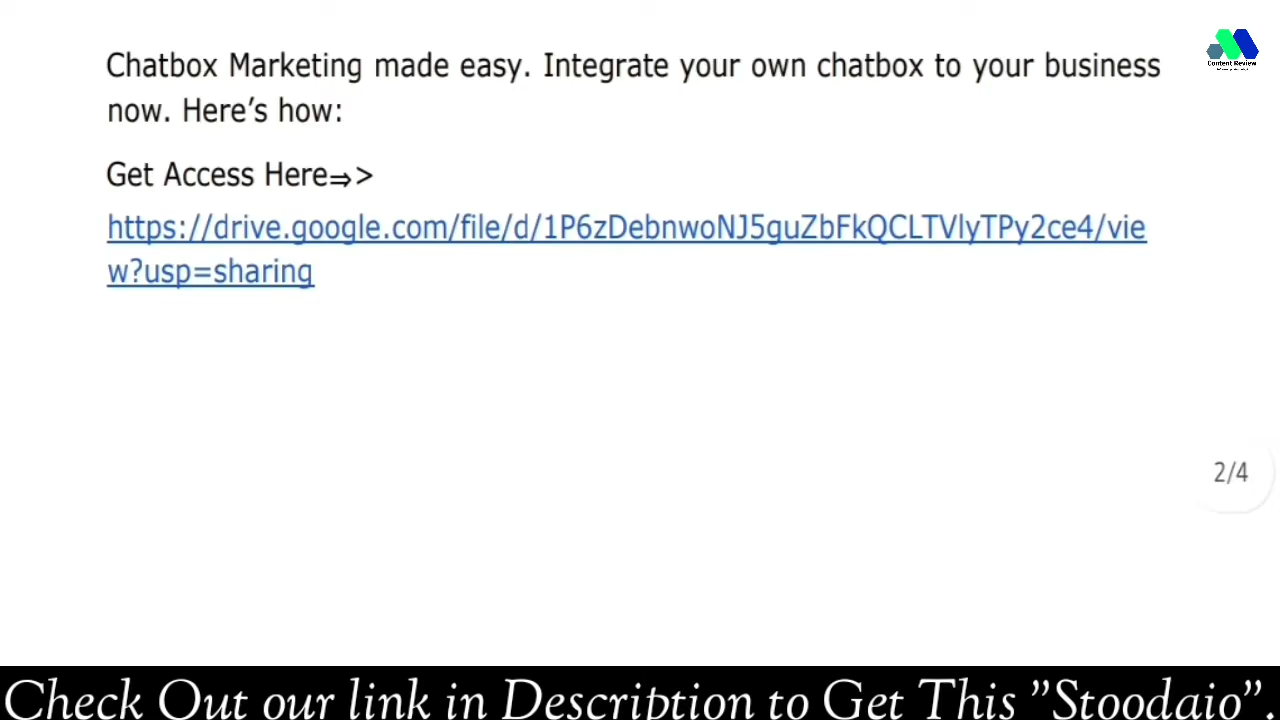 Chatbox Marketing made easy. Integrate your own chatbox to your business
now. Here's how:
Content Review
Get Access Here⇒>
https://drive.google.com/file/d/1P6zDebnwoNJ5guZbFkQCLTVlyTPy2ce4/vie
w?usp=sharing
2/4
Check Out our link in Description to Get This "Stoodaio".